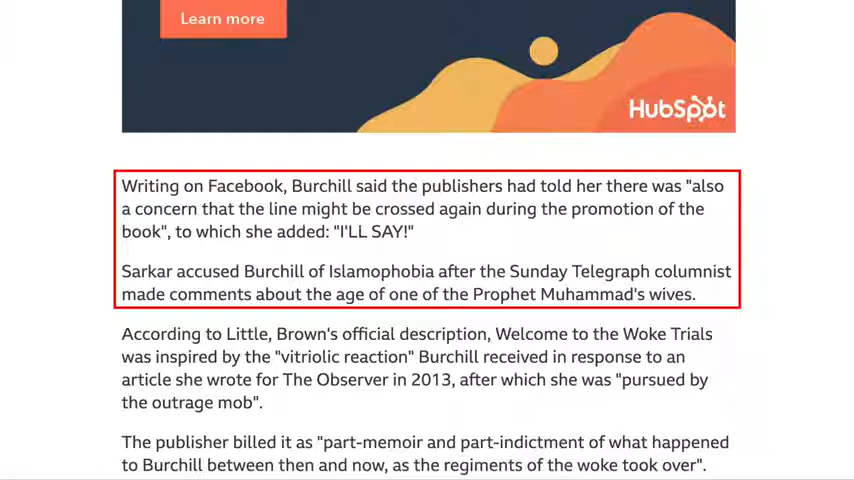 Learn more
HubSpot
Writing on Facebook, Burchill said the publishers had told her there was "also
a concern that the line might be crossed again during the promotion of the
book", to which she added: "I'LL SAY!"
Sarkar accused Burchill of Islamophobia after the Sunday Telegraph columnist
made comments about the age of one of the Prophet Muhammad's wives.
According to Little, Brown's official description, Welcome to the Woke Trials
was inspired by the "vitriolic reaction" Burchill received in response to an
article she wrote for The Observer in 2013, after which she was "pursued by
the outrage mob".
The publisher billed it as "part-memoir and part-indictment of what happened
to Burchill between then and now, as the regiments of the woke took over".